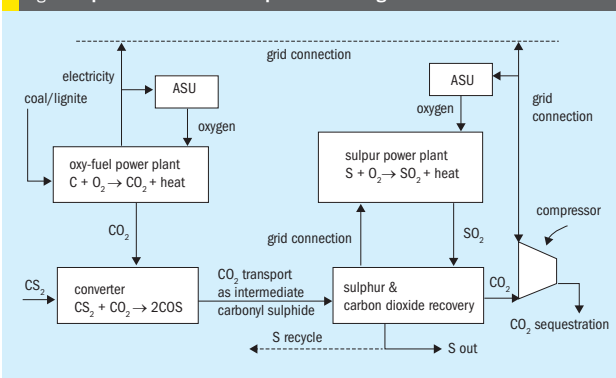 grid connection
electricity
coal/lignite
ASU
oxygen
oxy-fuel power plant
C + O₂ → CO₂ + heat
CO₂
CS₂
converter
CS₂ + CO₂ → 2COS
CO₂ transport
as intermediate
carbonyl sulphide
ASU
oxygen
grid
connection
sulpur power plant
S + O₂ → SO₂ + heat
grid connection
SO₂
compressor
sulphur &
carbon dioxide recovery
CO₂
CO₂ sequestration
S recycle
S out